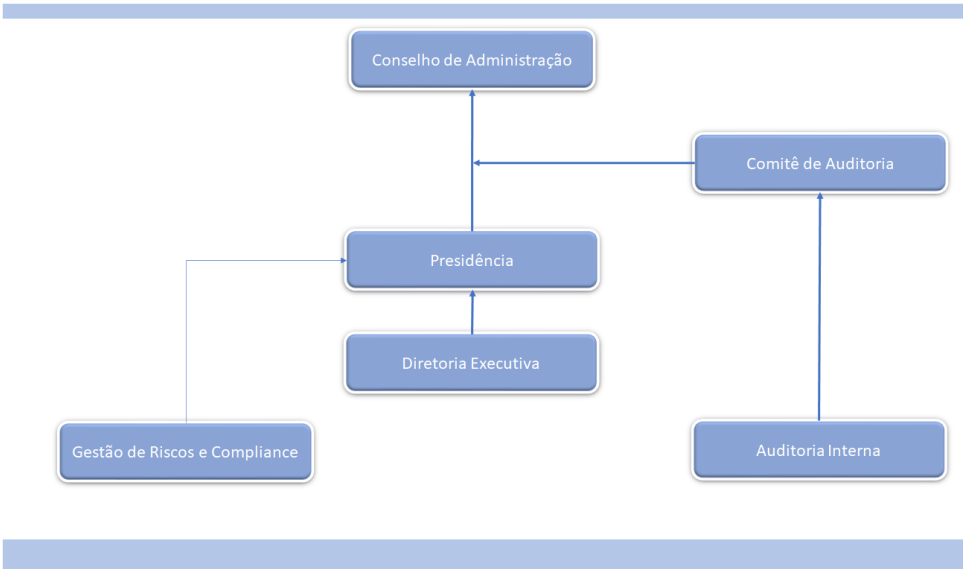 Conselho de Administração
Comitê de Auditoria
Presidência
Diretoria Executiva
Gestão de Riscos e Compliance
Auditoria Interna